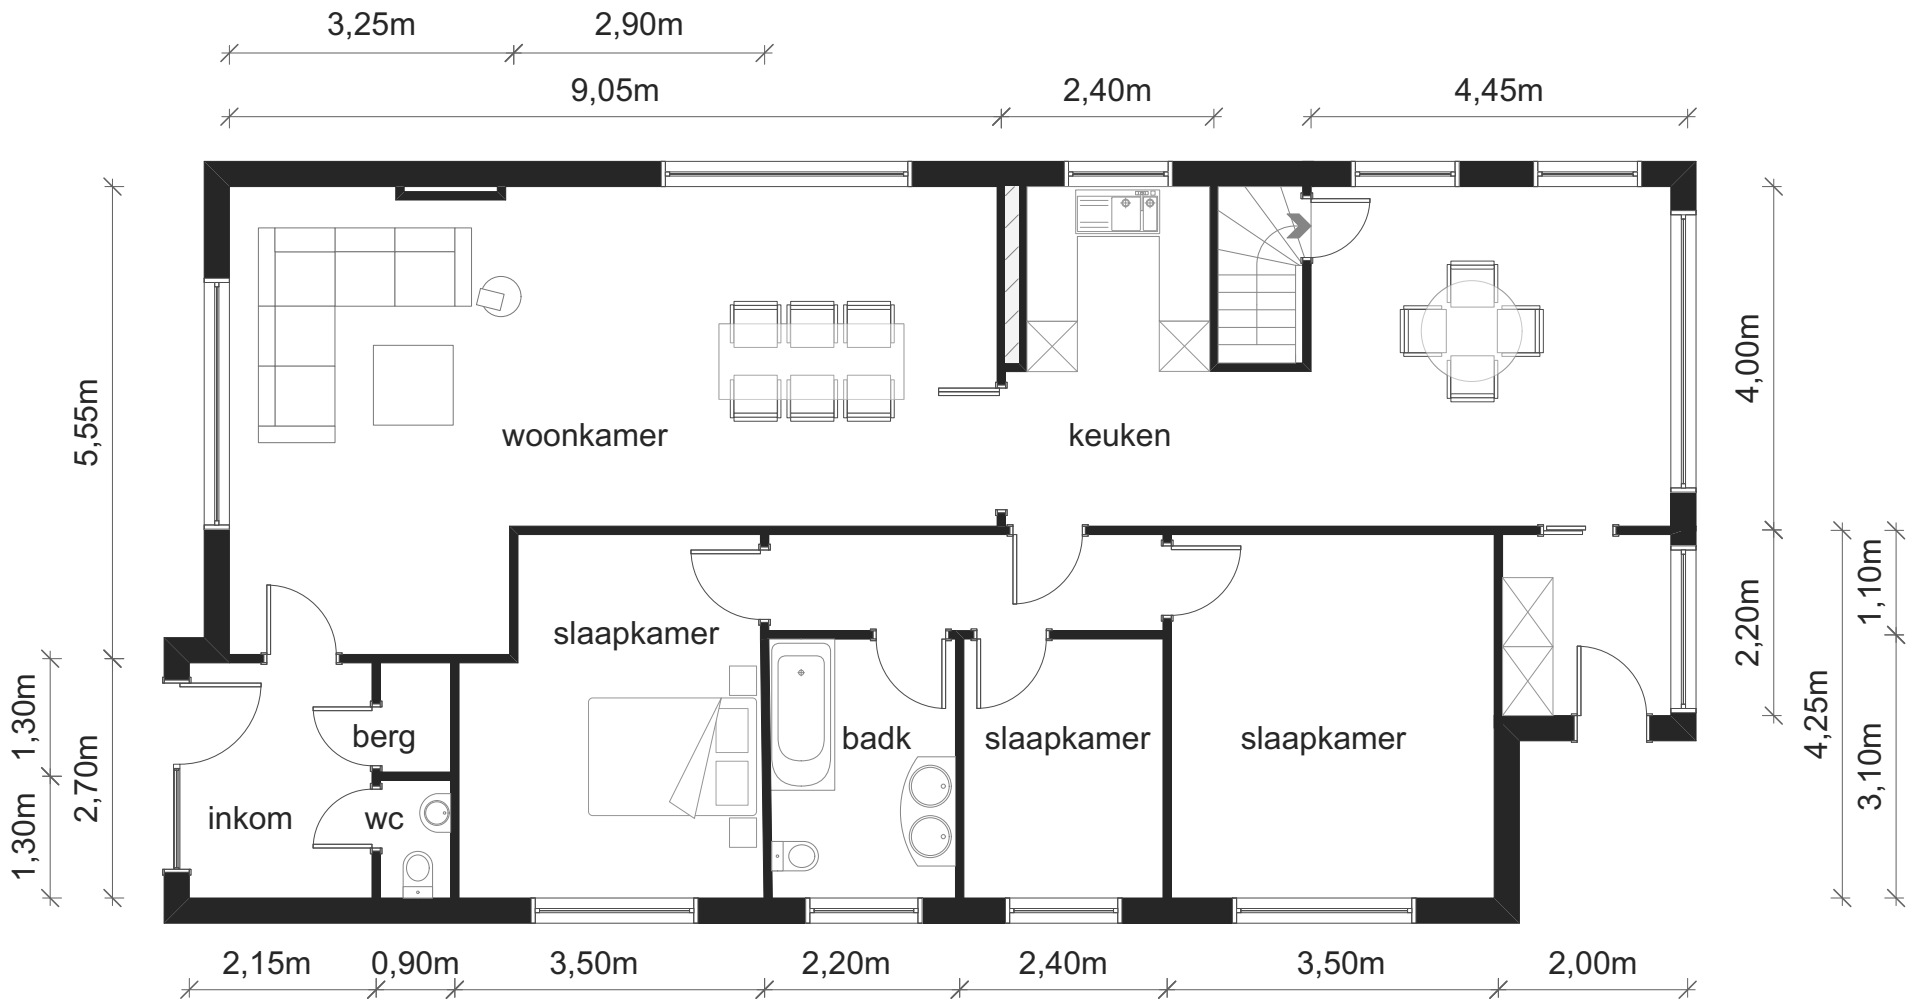 3,25m 2,90m
9,05m 2,40m 4,45m
5,55m
4,00m
woonkamer keuken
1,10m
slaapkamer
2,20m
1,30m
4,25m
berg badk slaapkamer slaapkamer
2,70m
3,10m
inkom wc
1,30m
2,15m 0,90m 3,50m 2,20m 2,40m 3,50m 2,00m